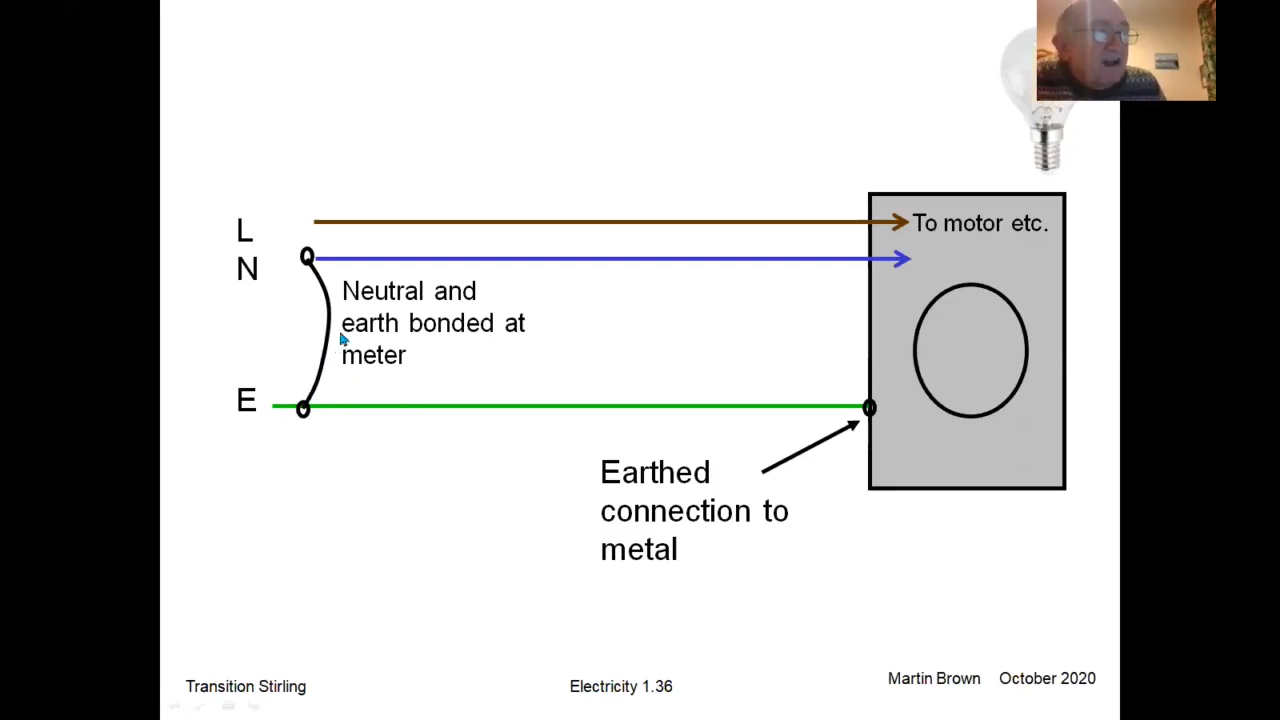 L
To motor etc.
N
Neutral and
earth bonded at
meter
E
Earthed
connection to
metal
Transition Stirling
Electricity 1.36
Martin Brown October 2020